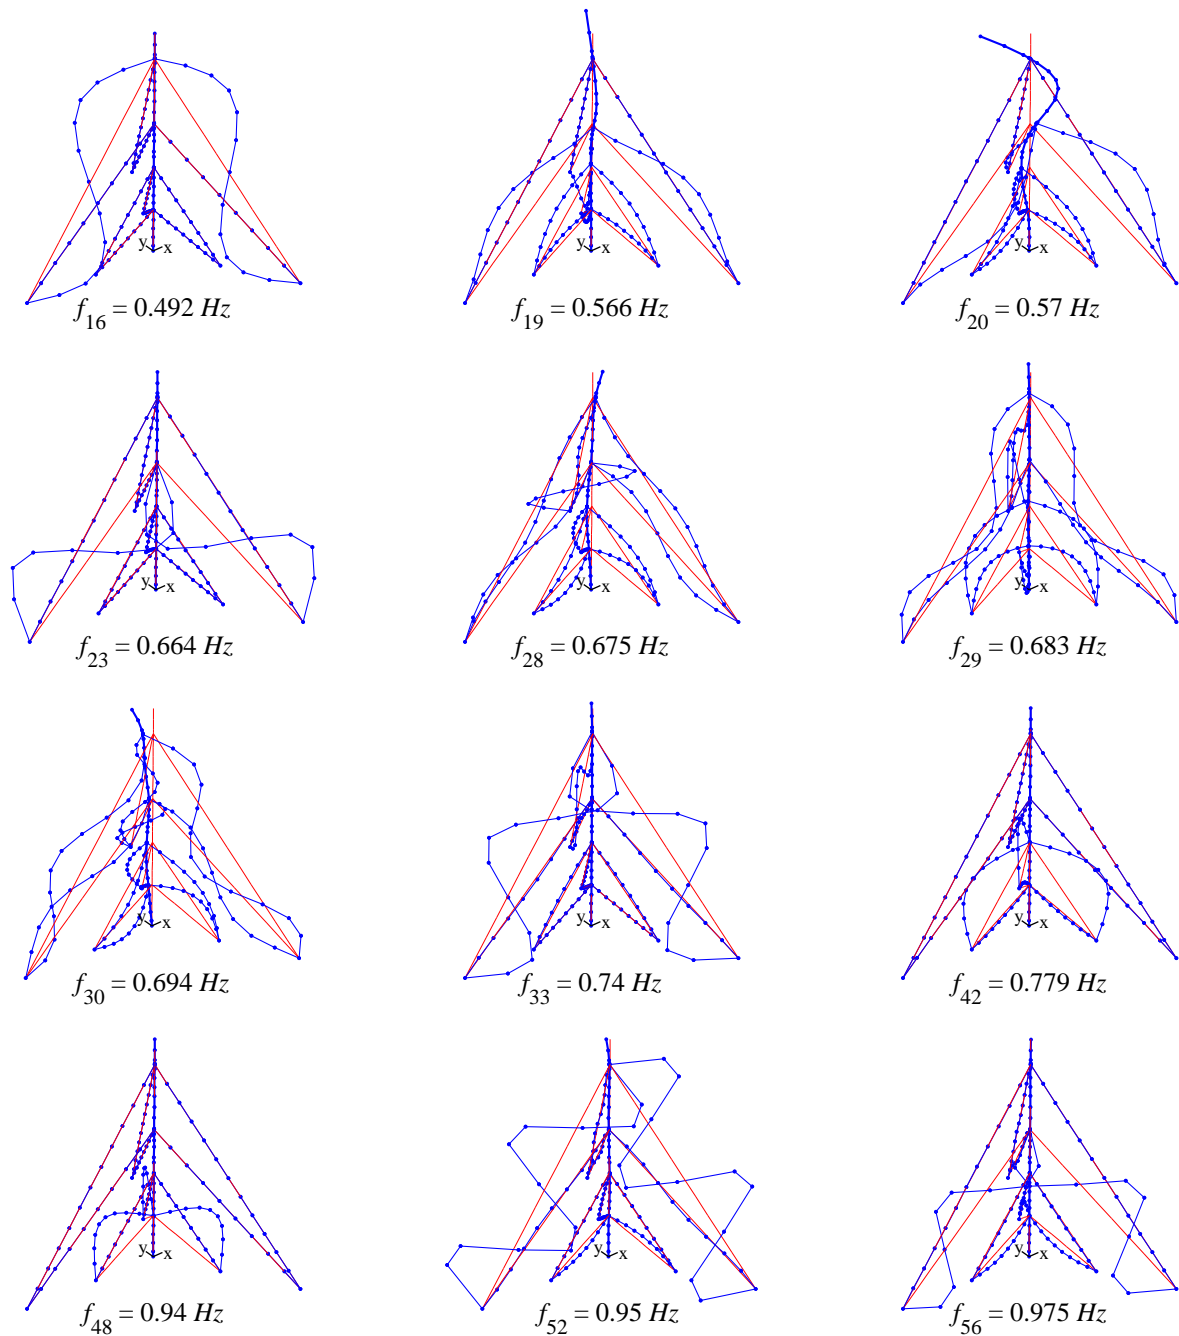 y x y x y x
f16 = 0.492 Hz f19 = 0.566 Hz f20 = 0.57 Hz
y x y x y x
f23 = 0.664 Hz f28 = 0.675 Hz f29 = 0.683 Hz
y x y x y x
f30 = 0.694 Hz f33 = 0.74 Hz f42 = 0.779 Hz
y x y x y x
f48 = 0.94 Hz f52 = 0.95 Hz f56 = 0.975 Hz